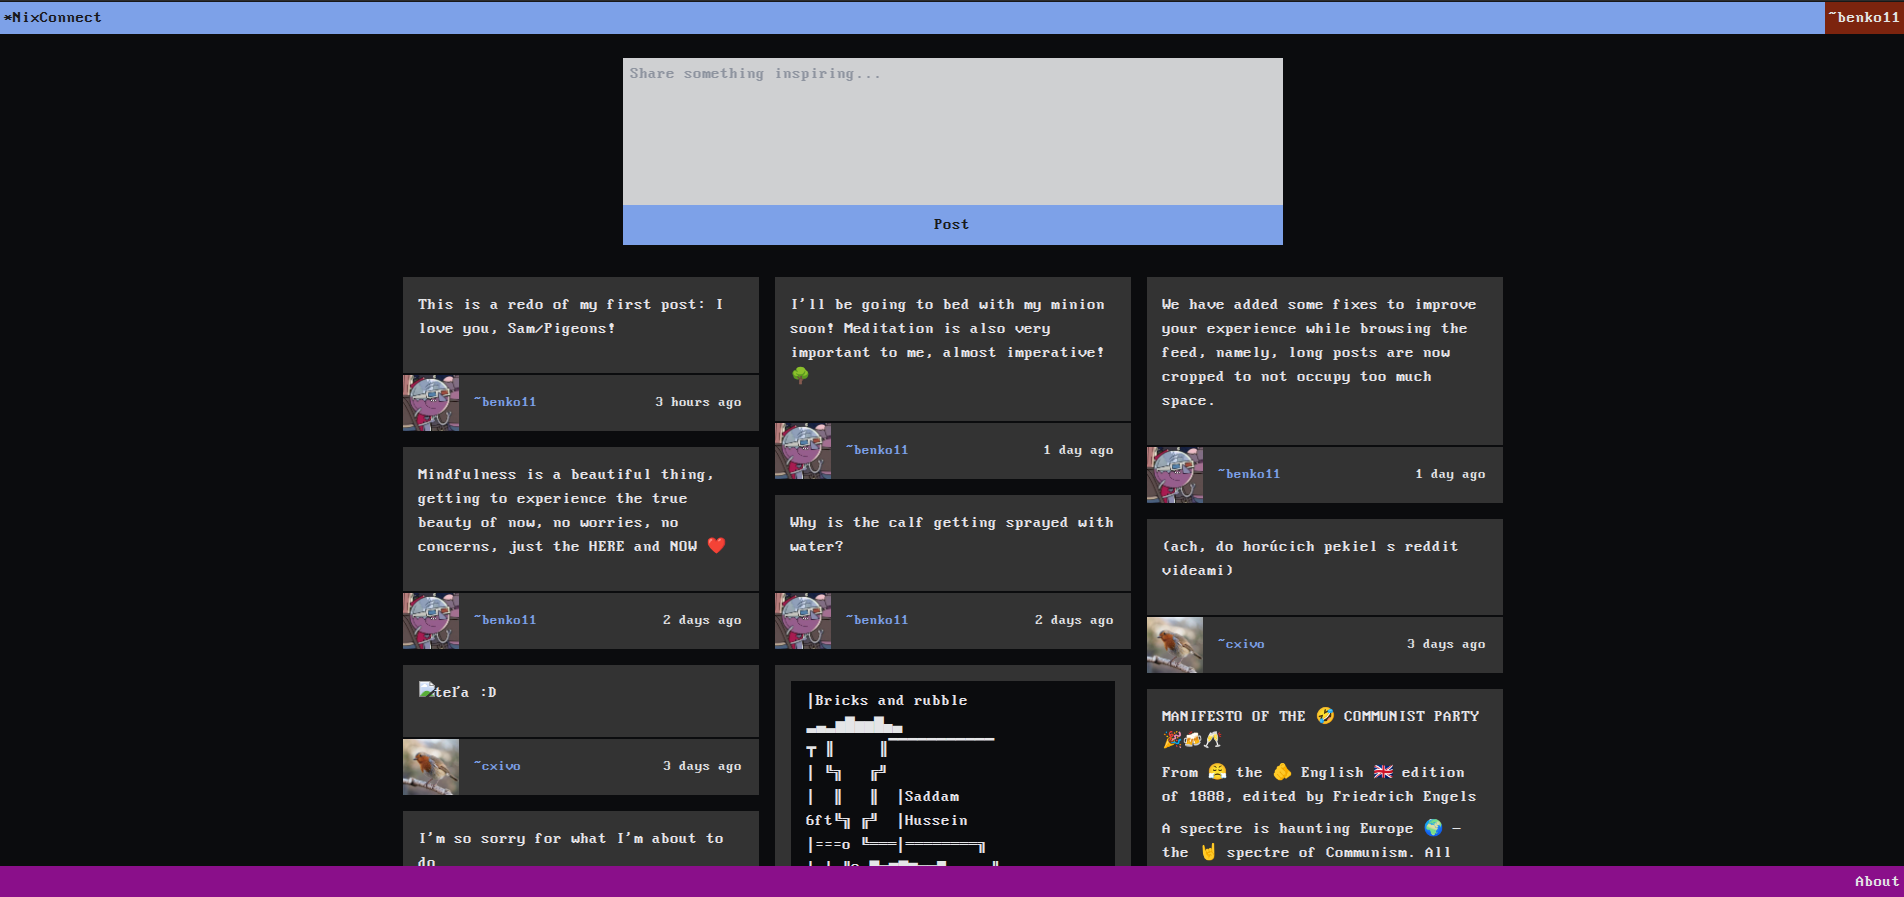 *NixConnect
~benko11
Share something inspiring...
Post
This is a redo of my first post: I
love you, Sam/Pigeons!
~benko11
3 hours ago
Mindfulness is a beautiful thing,
getting to experience the true
beauty of now, no worries, no
concerns, just the HERE and NOW ❤️
~benko11
2 days ago
teľa :D
~cxivo
3 days ago
I'm so sorry for what I'm about to
do
I'll be going to bed with my minion
soon! Meditation is also very
important to me, almost imperative!
🌳
~benko11
1 day ago
Why is the calf getting sprayed with
water?
~benko11
2 days ago
|Bricks and rubble
|Saddam
6ft |Hussein
|===o
We have added some fixes to improve
your experience while browsing the
feed, namely, long posts are now
cropped to not occupy too much
space.
~benko11
1 day ago
(ach, do horúcich pekiel s reddit
videami)
~cxivo
3 days ago
MANIFESTO OF THE 🤣 COMMUNIST PARTY
🎉🍻🥂
From 😤 the 🫵 English 🇬🇧 edition
of 1888, edited by Friedrich Engels
A spectre is haunting Europe 🌍 —
the 🤘 spectre of Communism. All
About